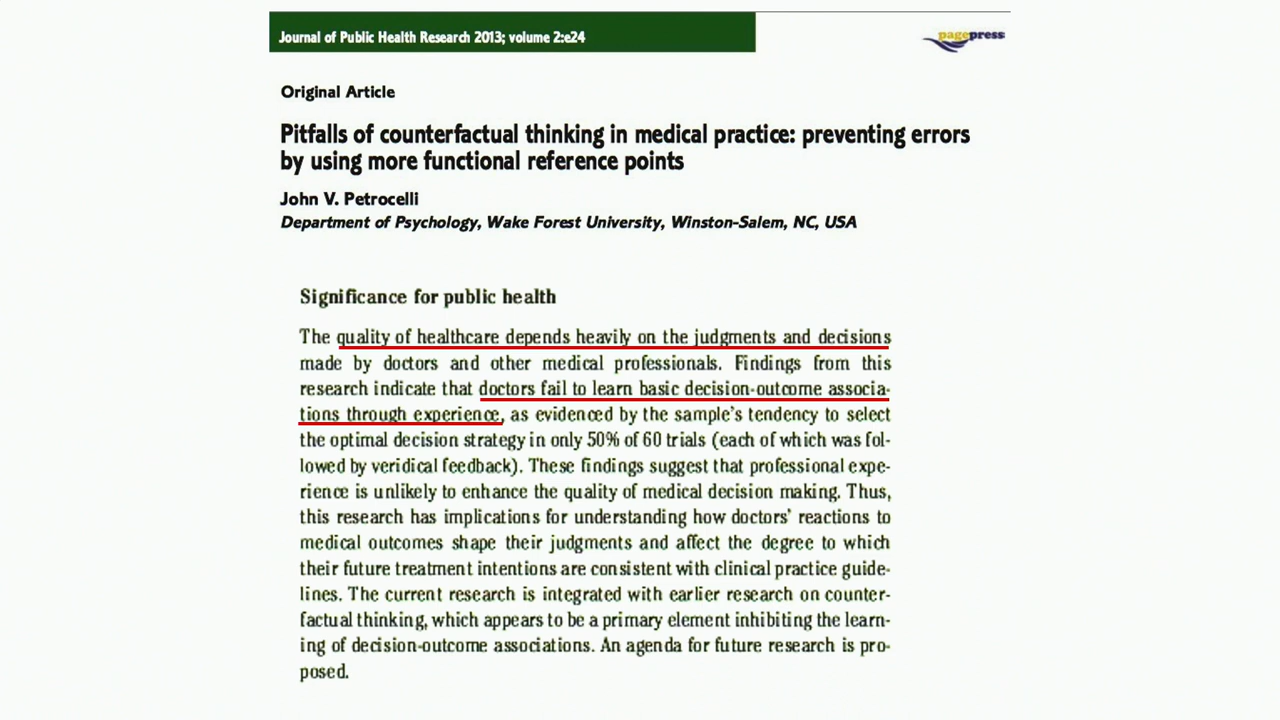 Journal of Public Health Research 2013; volume 2:e24
pagepress
Original Article
Pitfalls of counterfactual thinking in medical practice: preventing errors
by using more functional reference points
John V. Petrocelli
Department of Psychology, Wake Forest University, Winston-Salem, NC, USA
Significance for public health
The quality of healthcare depends heavily on the judgments and decisions
made by doctors and other medical professionals. Findings from this
research indicate that doctors fail to learn basic decision-outcome associa-
tions through experience, as evidenced by the sample's tendency to select
the optimal decision strategy in only 50% of 60 trials (each of which was fol-
lowed by veridical feedback). These findings suggest that professional expe-
rience is unlikely to enhance the quality of medical decision making. Thus,
this research has implications for understanding how doctors' reactions to
medical outcomes shape their judgments and affect the degree to which
their future treatment intentions are consistent with clinical practice guide-
lines. The current research is integrated with earlier research on counter-
factual thinking, which appears to be a primary element inhibiting the learn-
ing of decision-outcome associations. An agenda for future research is pro-
posed.